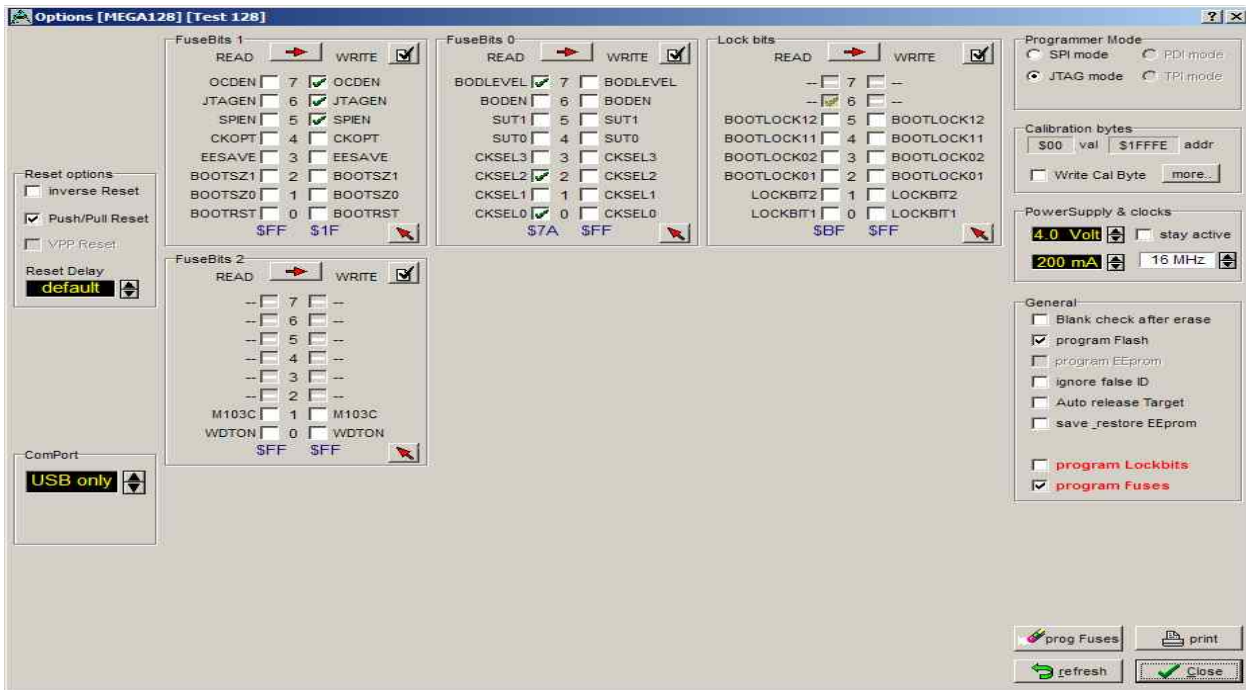 Options [MEGA128] [Test 128]
Reset options
inverse Reset
Push/Pull Reset
VPP Reset
Reset Delay
default
ComPort
USB only
FuseBits 1
READ WRITE
OCDEN 7 OCDEN
JTAGEN 6 JTAGEN
SPIEN 5 SPIEN
CKOPT 4 CKOPT
EESAVE 3 EESAVE
BOOTSZ1 2 BOOTSZ1
BOOTSZ0 1 BOOTSZ0
BOOTRST 0 BOOTRST
$FF $1F
FuseBits 0
READ WRITE
BODLEVEL 7 BODLEVEL
BODEN 6 BODEN
SUT1 5 SUT1
SUT0 4 SUT0
CKSEL3 3 CKSEL3
CKSEL2 2 CKSEL2
CKSEL1 1 CKSEL1
CKSEL0 0 CKSEL0
$7A $FF
Lock bits
READ WRITE
-- 7 --
-- 6 --
BOOTLOCK12 5 BOOTLOCK12
BOOTLOCK11 4 BOOTLOCK11
BOOTLOCK02 3 BOOTLOCK02
BOOTLOCK01 2 BOOTLOCK01
LOCKBIT2 1 LOCKBIT2
LOCKBIT1 0 LOCKBIT1
$BF $FF
FuseBits 2
READ WRITE
-- 7 --
-- 6 --
-- 5 --
-- 4 --
-- 3 --
-- 2 --
M103C 1 M103C
WDTON 0 WDTON
$FF $FF
Programmer Mode
SPI mode PDI mode
JTAG mode TPI mode
Calibration bytes
$00 val $1FFFE addr
Write Cal Byte more..
PowerSupply & clocks
4.0 Volt stay active
200 mA 16 MHz
General
Blank check after erase
program Flash
program EEprom
ignore false ID
Auto release Target
save_restore EEprom
program Lockbits
program Fuses
prog Fuses print
refresh Close